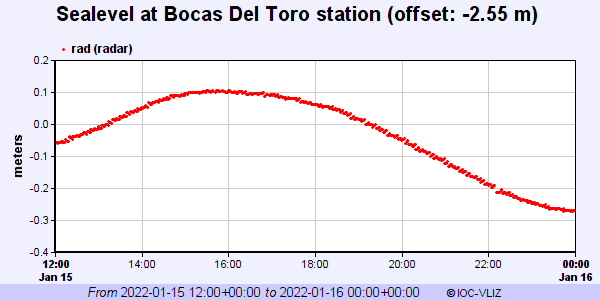 Sealevel at Bocas Del Toro station (offset: -2.55 m)
rad (radar)
0.2
0.1
0.0
-0.1
-0.2
-0.3
-0.4
meters
12:00 14:00 16:00 18:00 20:00 22:00 00:00
Jan 15 Jan 16
From 2022-01-15 12:00+00:00 to 2022-01-16 00:00+00:00 © IOC-VLIZ